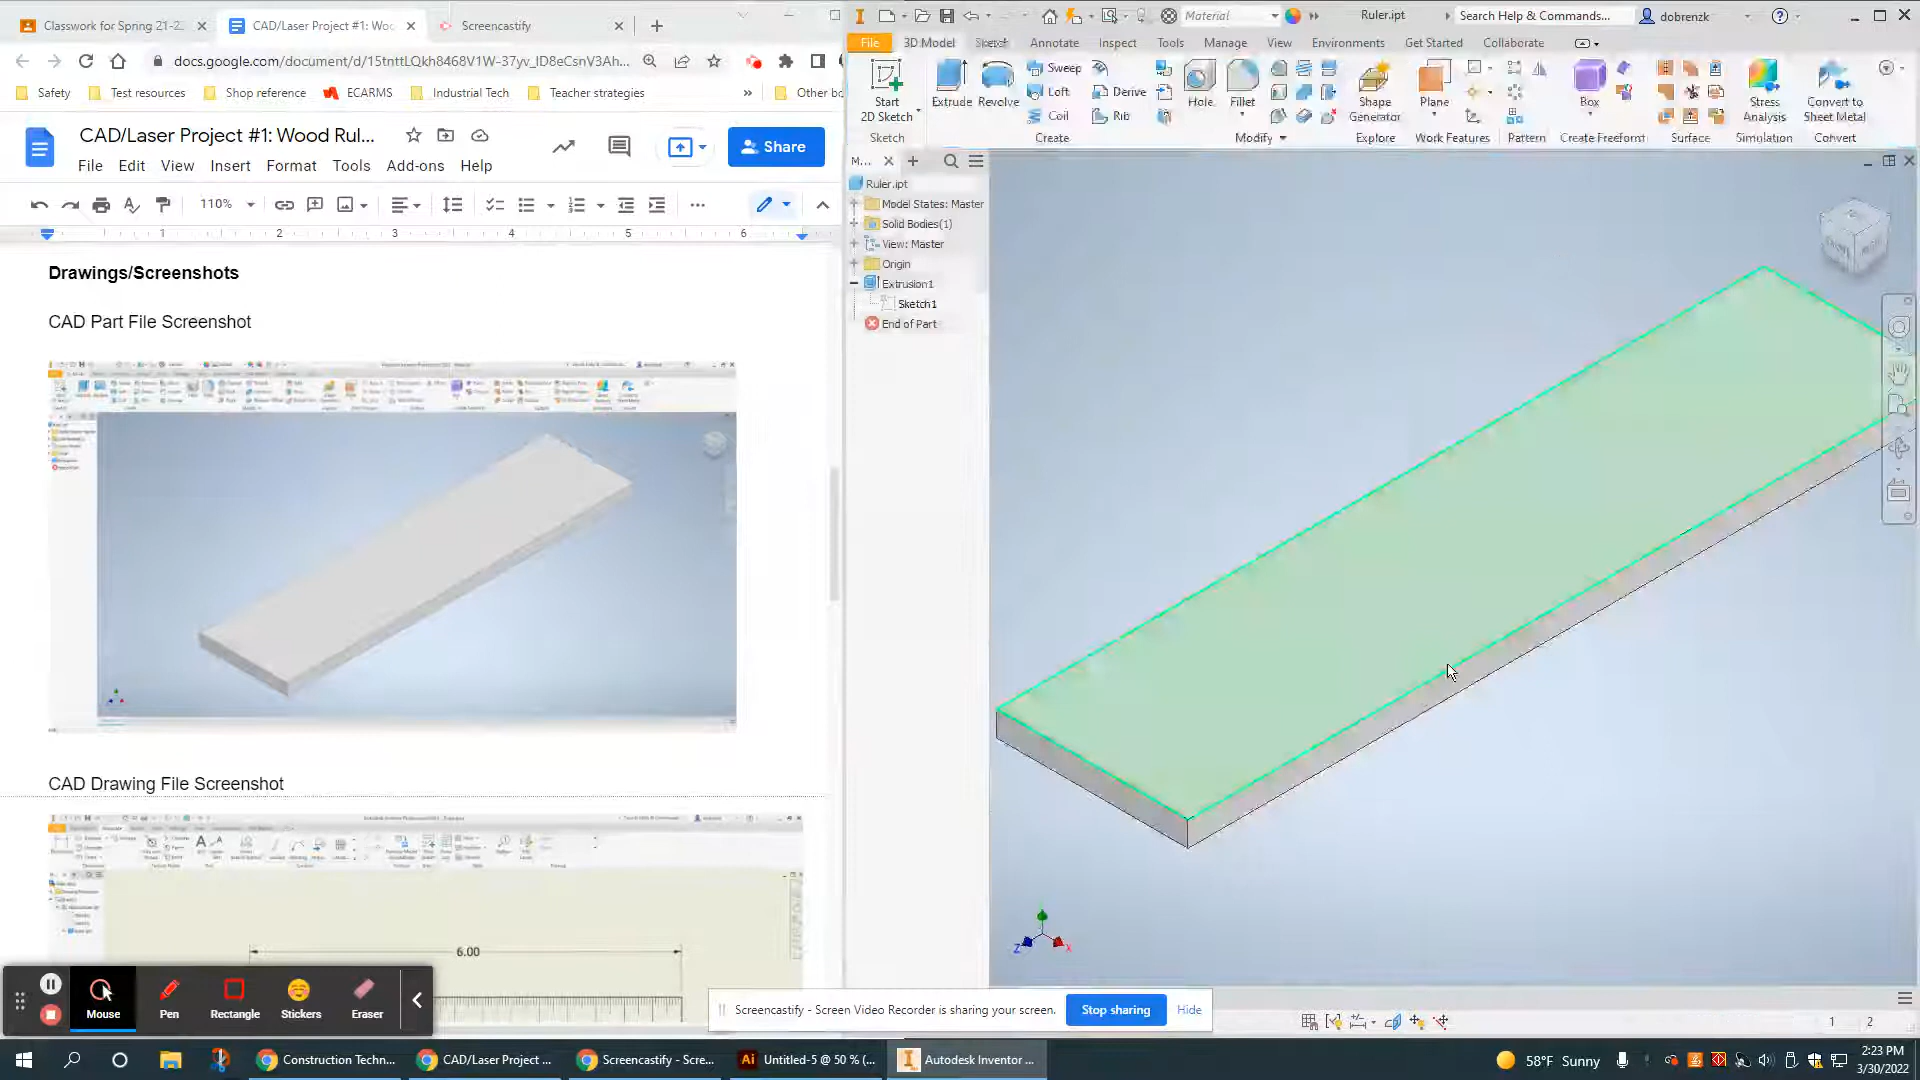 Classwork for Spring 21-2
CAD/Laser Project #1: Woo
Screencastify
docs.google.com/document/d/15tnttLQkh8468V1W-37yv_lD8eCsnV3Ah...
Safety
Test resources
Shop reference
ECARMS
Industrial Tech
Teacher strategies
Other bo
CAD/Laser Project #1: Wood Rul...
Share
File Edit View Insert Format Tools Add-ons Help
110%
1 2 3 4 5 6
Drawings/Screenshots
CAD Part File Screenshot
CAD Drawing File Screenshot
6.00
Mouse
Pen
Rectangle
Stickers
Eraser
Material
Ruler.ipt
Search Help & Commands...
dobrenzk
File 3D Model Sketch Annotate Inspect Tools Manage View Environments Get Started Collaborate
Start
2D Sketch
Sketch
Extrude
Revolve
Sweep
Loft
Coil
Derive
Rib
Create
Hole
Fillet
Modify
Shape
Generator
Explore
Plane
Work Features
Pattern
Box
Create Freeform
Surface
Stress
Analysis
Simulation
Convert to
Sheet Metal
Convert
M...
Ruler.ipt
Model States: Master
Solid Bodies(1)
View: Master
Origin
Extrusion1
Sketch1
End of Part
Z
X
Screencastify - Screen Video Recorder is sharing your screen.
Stop sharing
Hide
1 2
Construction Techn...
CAD/Laser Project ...
Screencastify - Scre...
Untitled-5 @ 50 % (...
Autodesk Inventor ...
58°F Sunny
2:23 PM
3/30/2022